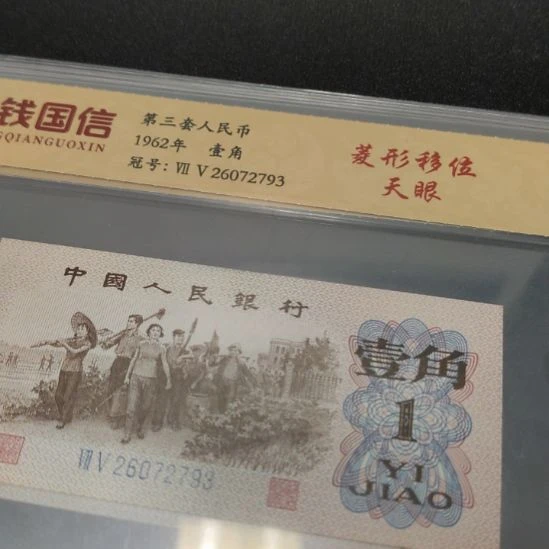 钱国信
QIANGUOXIN
第三套人民币
1962年 壹角
冠号: Ⅶ Ⅴ 26072793
菱形移位
天眼
中國人民銀行
壹角
1
YI
JIAO
Ⅶ Ⅴ 26072793